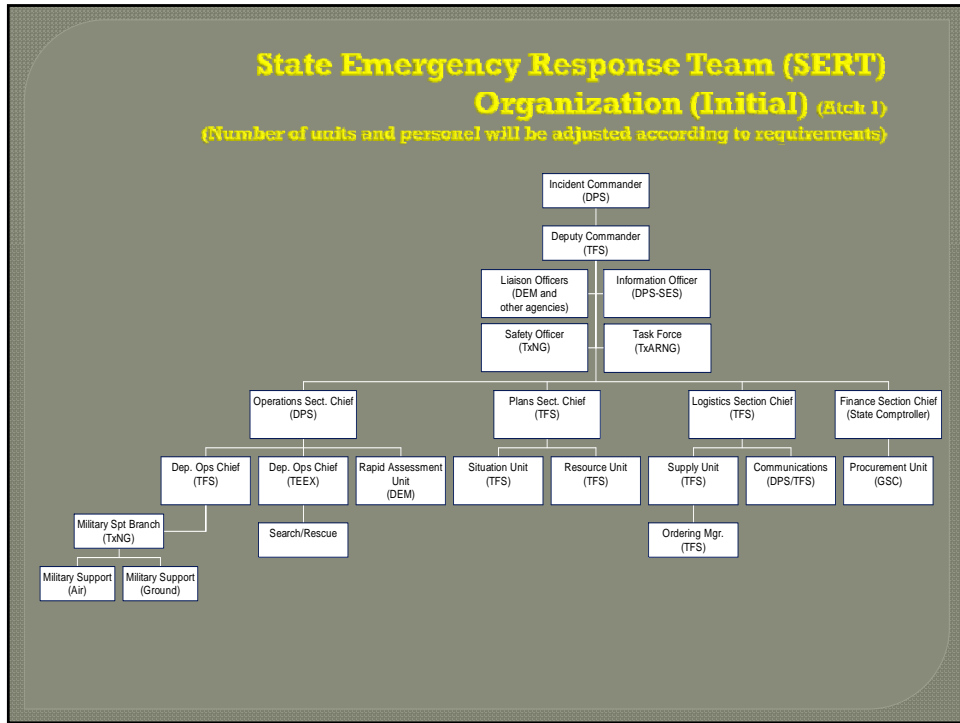 State Emergency Response Team (SERT)
Organization (Initial) (Atck 1)
(Number of units and personel will be adjusted according to requirements)
Incident Commander
(DPS)
Deputy Commander
(TFS)
Liaison Officers
(DEM and
other agencies)
Information Officer
(DPS-SES)
Safety Officer
(TxNG)
Task Force
(TxARNG)
Operations Sect. Chief
(DPS)
Plans Sect. Chief
(TFS)
Logistics Section Chief
(TFS)
Finance Section Chief
(State Comptroller)
Dep. Ops Chief
(TFS)
Dep. Ops Chief
(TEEX)
Rapid Assessment
Unit
(DEM)
Situation Unit
(TFS)
Resource Unit
(TFS)
Supply Unit
(TFS)
Communications
(DPS/TFS)
Procurement Unit
(GSC)
Military Spt Branch
(TxNG)
Search/Rescue
Ordering Mgr.
(TFS)
Military Support
(Air)
Military Support
(Ground)